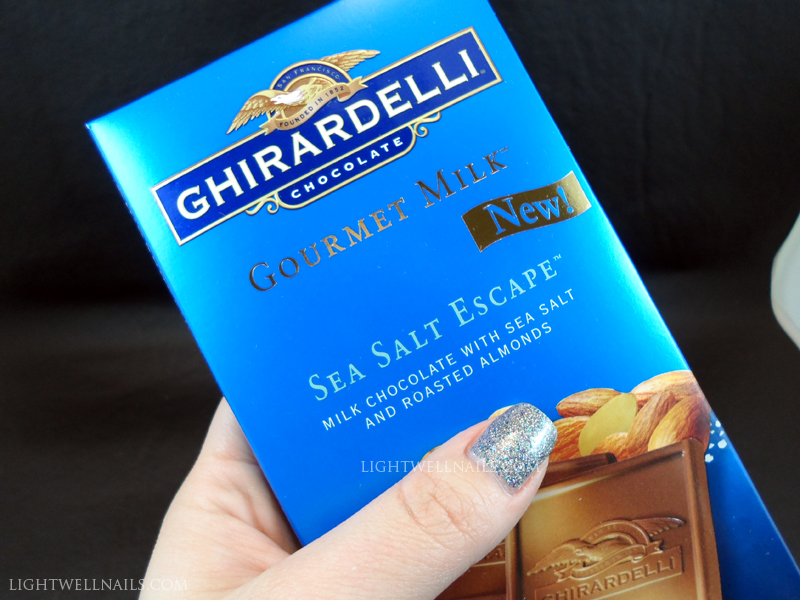 SAN FRANCISCO
FOUNDED IN 1852
GHIRARDELLI
CHOCOLATE
GOURMET MILK™
New!
SEA SALT ESCAPE™
MILK CHOCOLATE WITH SEA SALT
AND ROASTED ALMONDS
LIGHTWELLNAILS.COM
GHIRARDELLI
LIGHTWELLNAILS.COM